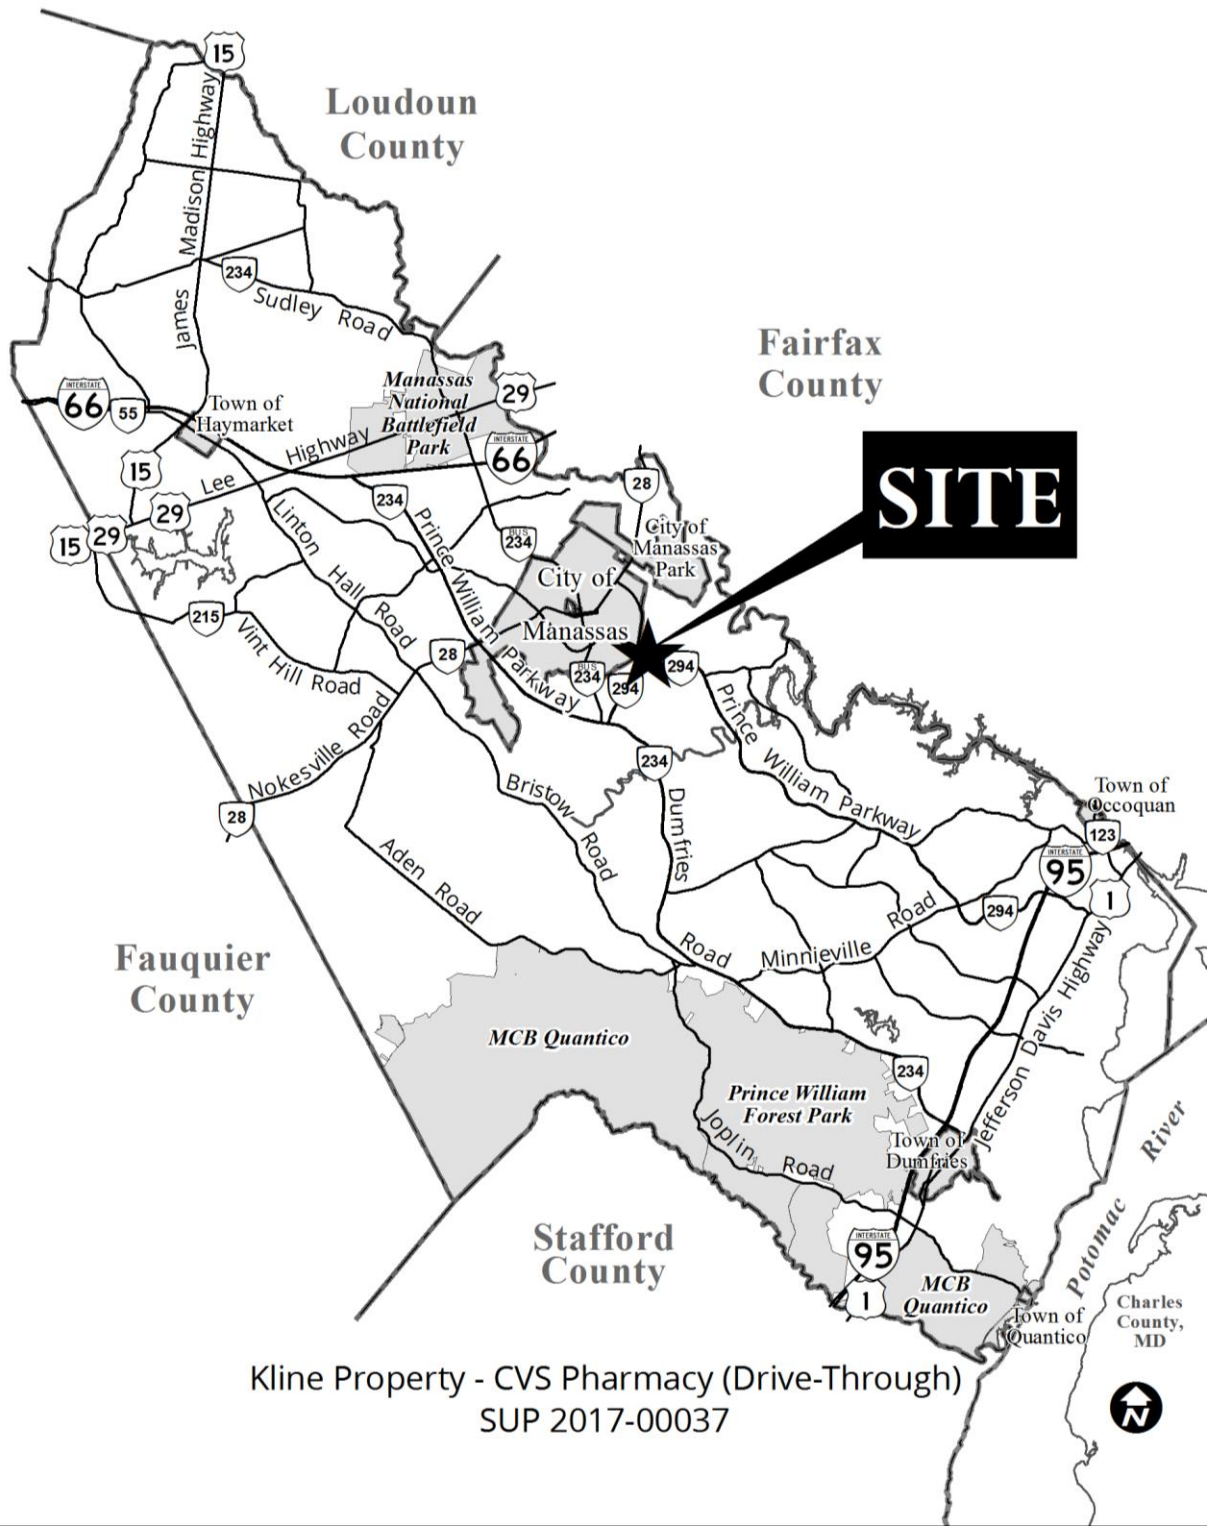 15
Loudoun
County
James Madison Highway
234
Sudley Road
Fairfax
County
Manassas
National
Battlefield
Park
29
INTERSTATE
66
55
Town of
Haymarket
Lee Highway
INTERSTATE
66
SITE
15
28
234
29
15
29
City of
Manassas
Park
BUS
234
Linton Hall Road
Prince William Parkway
City of
Manassas
215
Vint Hill Road
28
BUS
234
294
294
Prince William Parkway
Nokesville Road
28
234
Bristow Road
Dumfries Road
Town of
Occoquan
123
INTERSTATE
95
1
Aden Road
294
Minnieville Road
Fauquier
County
MCB Quantico
Jefferson Davis Highway
234
Prince William
Forest Park
Joplin Road
Town of
Dumfries
Potomac River
Stafford
County
INTERSTATE
95
1
MCB
Quantico
Town of
Quantico
Charles
County,
MD
Kline Property - CVS Pharmacy (Drive-Through)
SUP 2017-00037
N